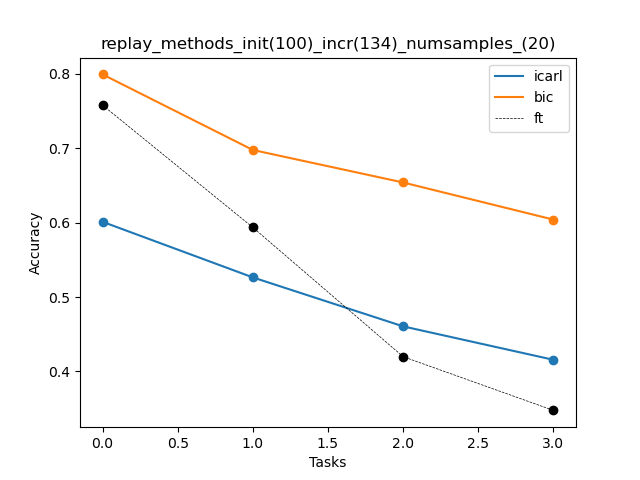 replay_methods_init(100)_incr(134)_numsamples_(20)
icarl
bic
ft
Accuracy
0.8
0.7
0.6
0.5
0.4
0.0 0.5 1.0 1.5 2.0 2.5 3.0
Tasks